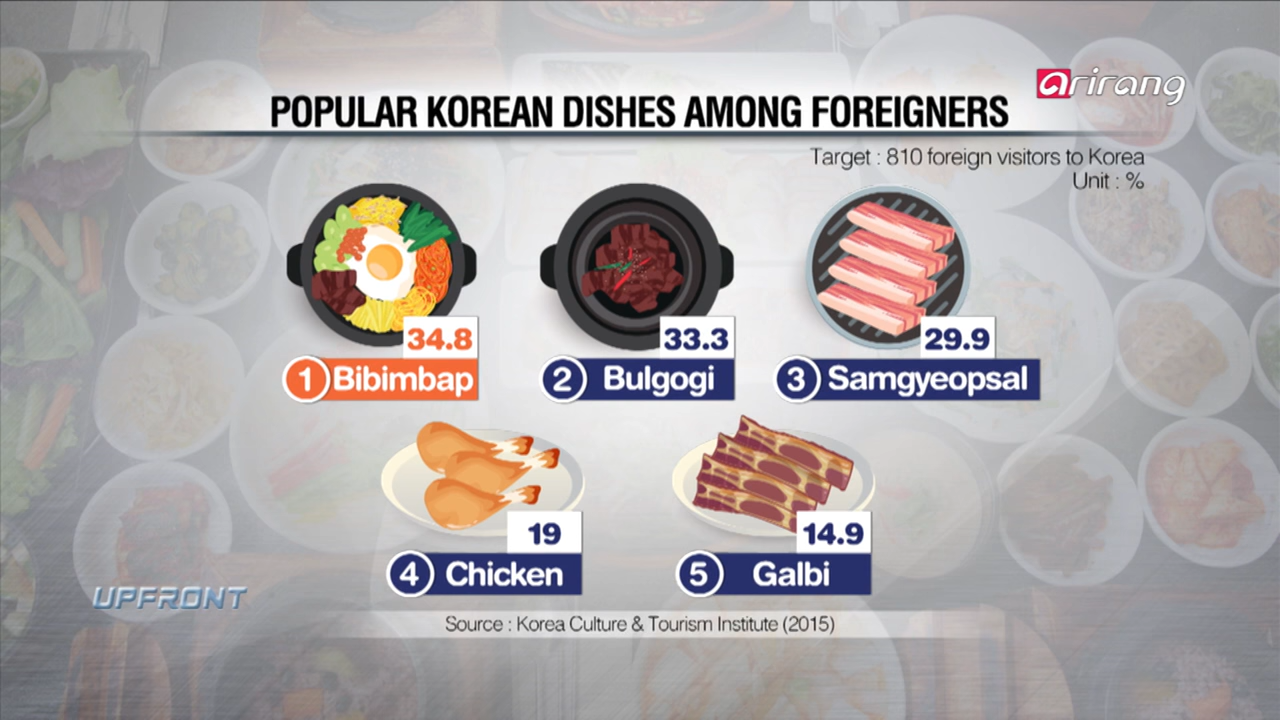 arirang
POPULAR KOREAN DISHES AMONG FOREIGNERS
Target : 810 foreign visitors to Korea
Unit : %
34.8
1 Bibimbap
33.3
2 Bulgogi
29.9
3 Samgyeopsal
19
4 Chicken
14.9
5 Galbi
UPFRONT
Source : Korea Culture & Tourism Institute (2015)